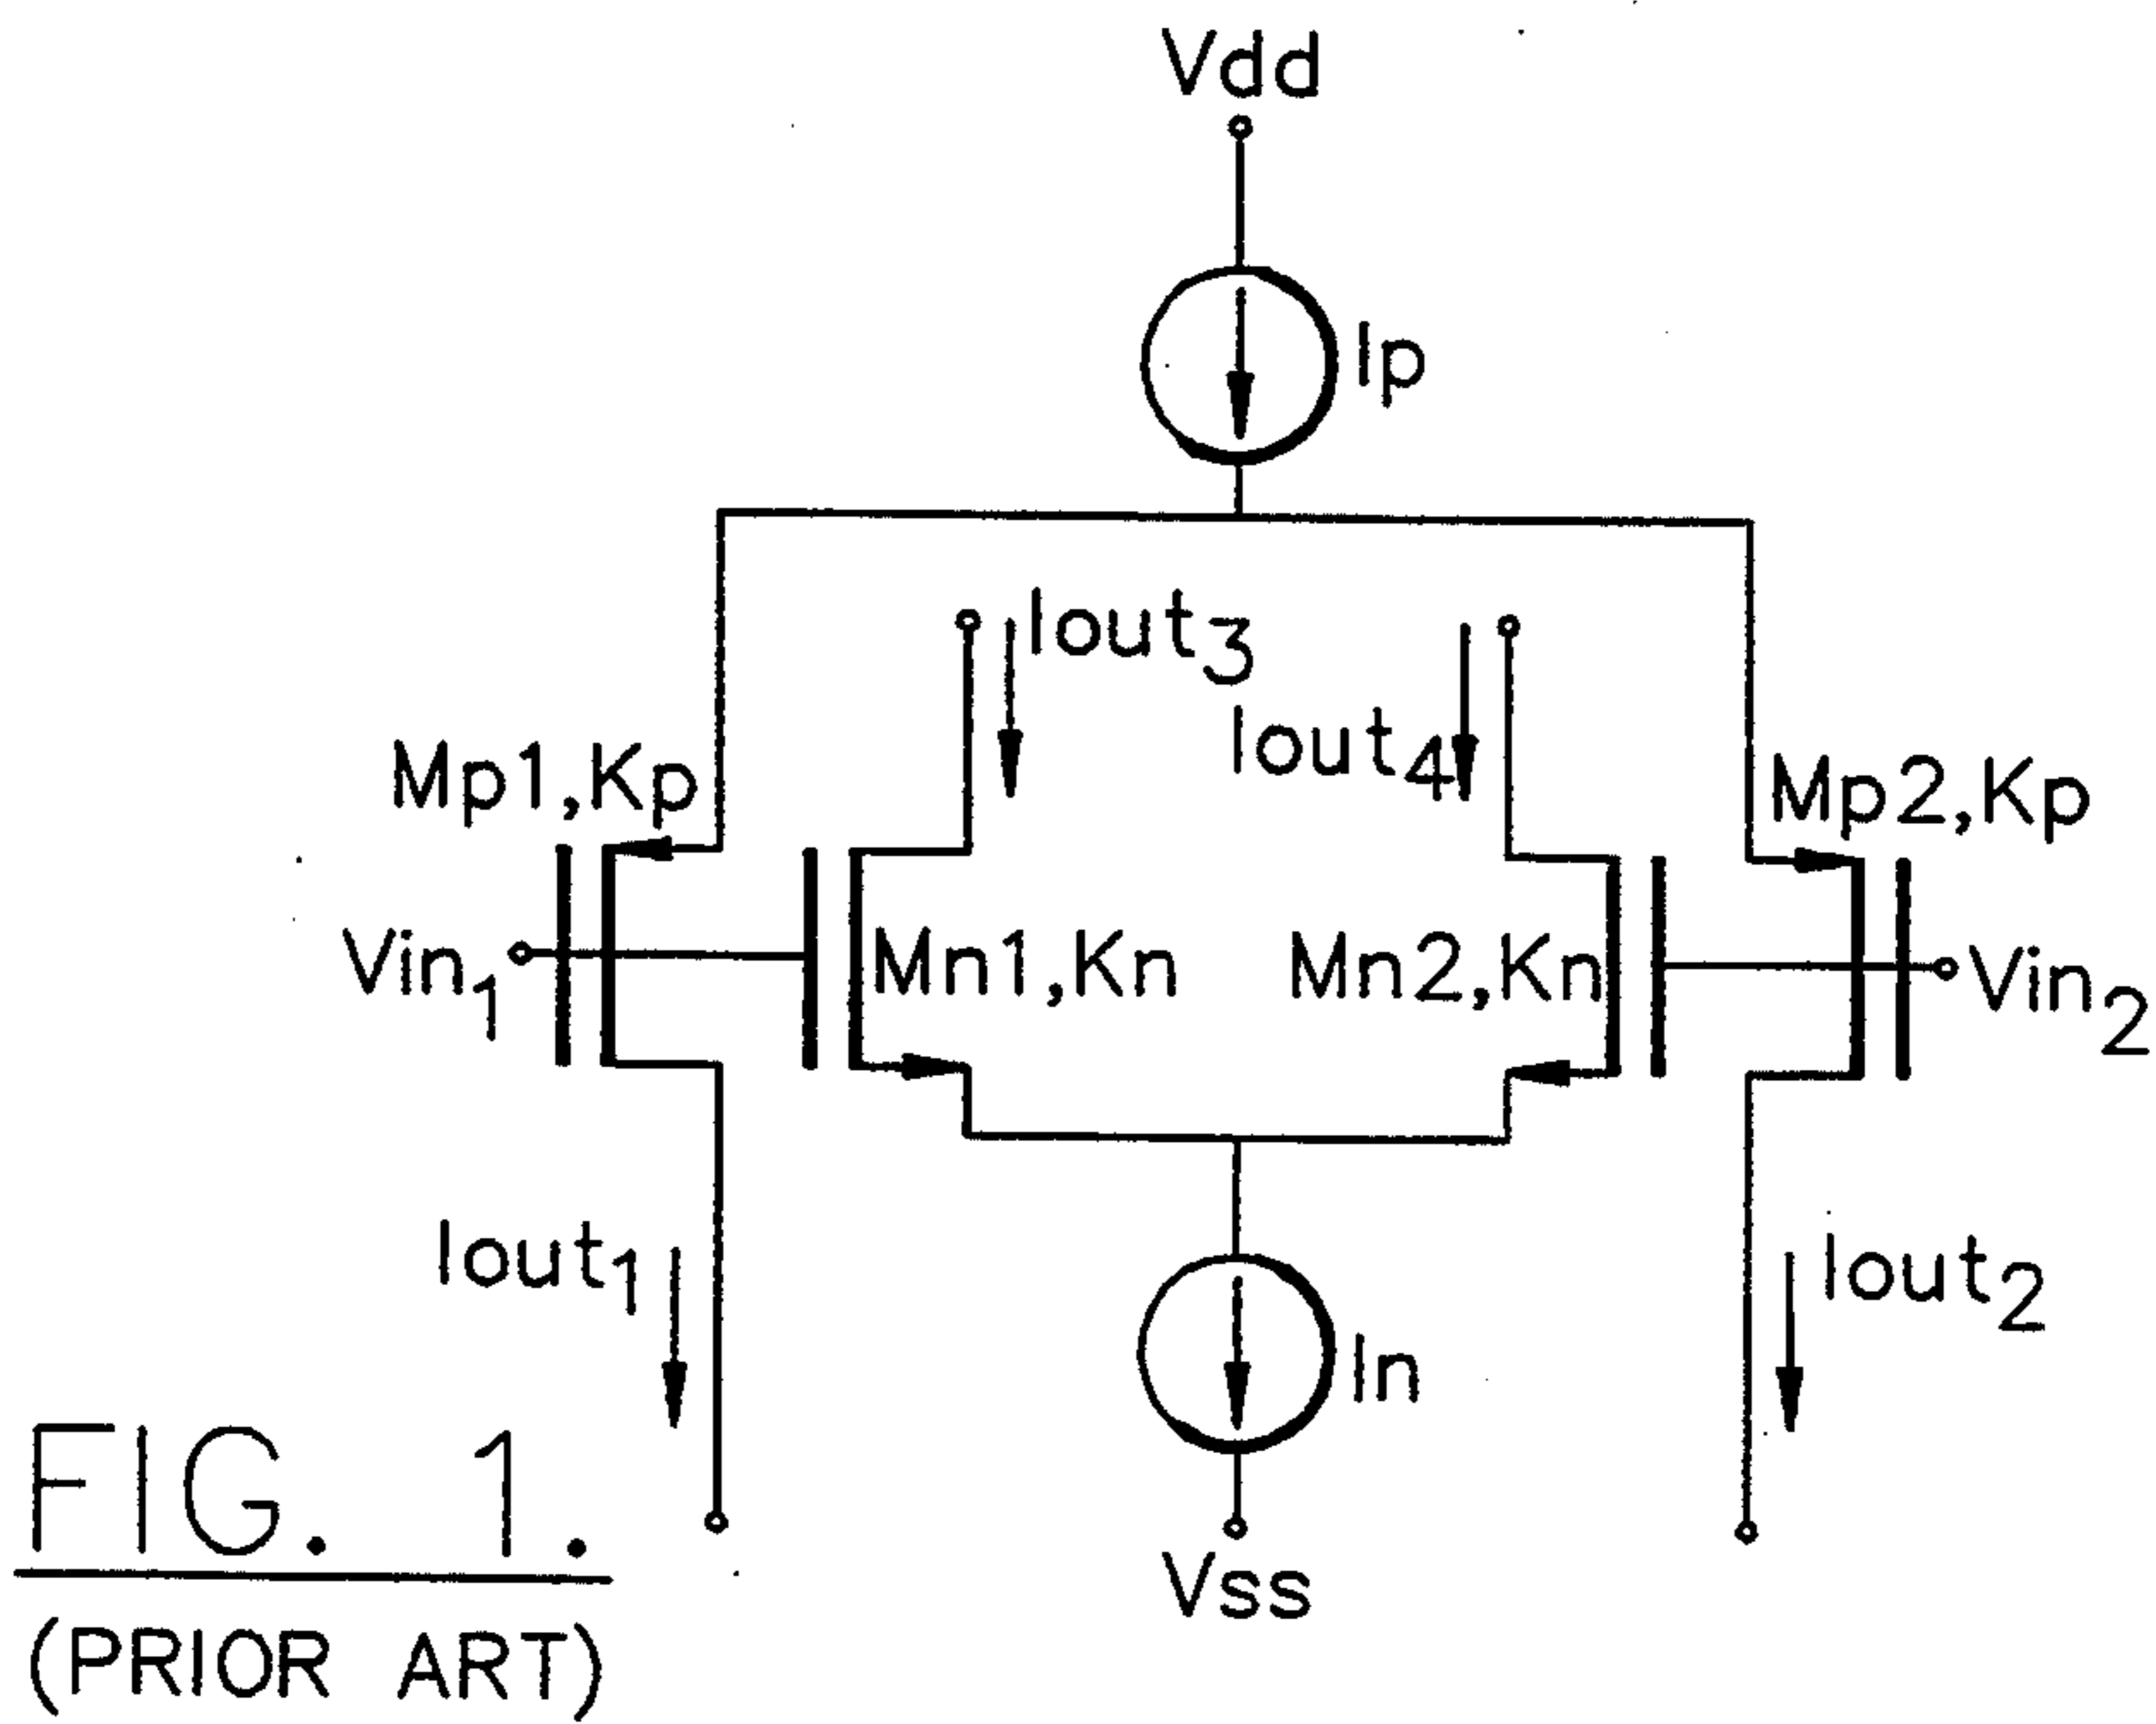 Vdd
Ip
Iout3
Iout4
Mp1,Kp
Mp2,Kp
Vin1
Mn1,Kn
Mn2,Kn
Vin2
Iout1
Iout2
In
FIG. 1.
Vss
(PRIOR ART)